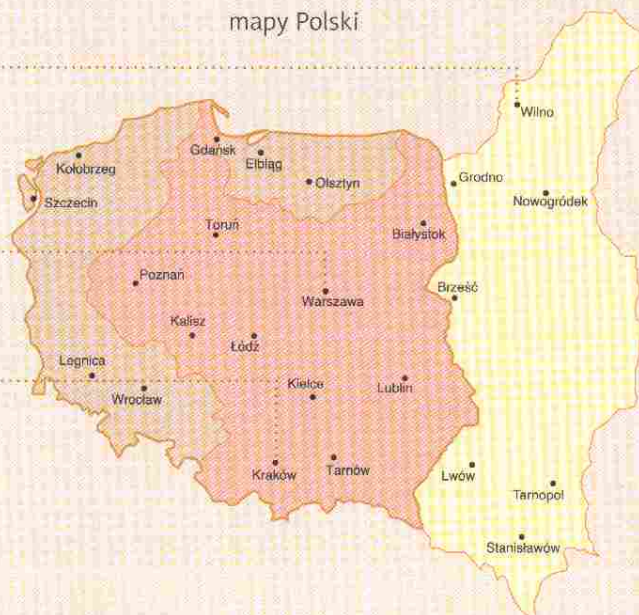 mapy Polski
Wilno
Gdańsk
Kołobrzeg
Elbląg
Grodno
Olsztyn
Szczecin
Nowogródek
Toruń
Białystok
Poznań
Brześć
Warszawa
Kalisz
Łódź
Legnica
Kielce
Lublin
Wrocław
Lwów
Kraków
Tarnów
Tarnopol
Stanisławów